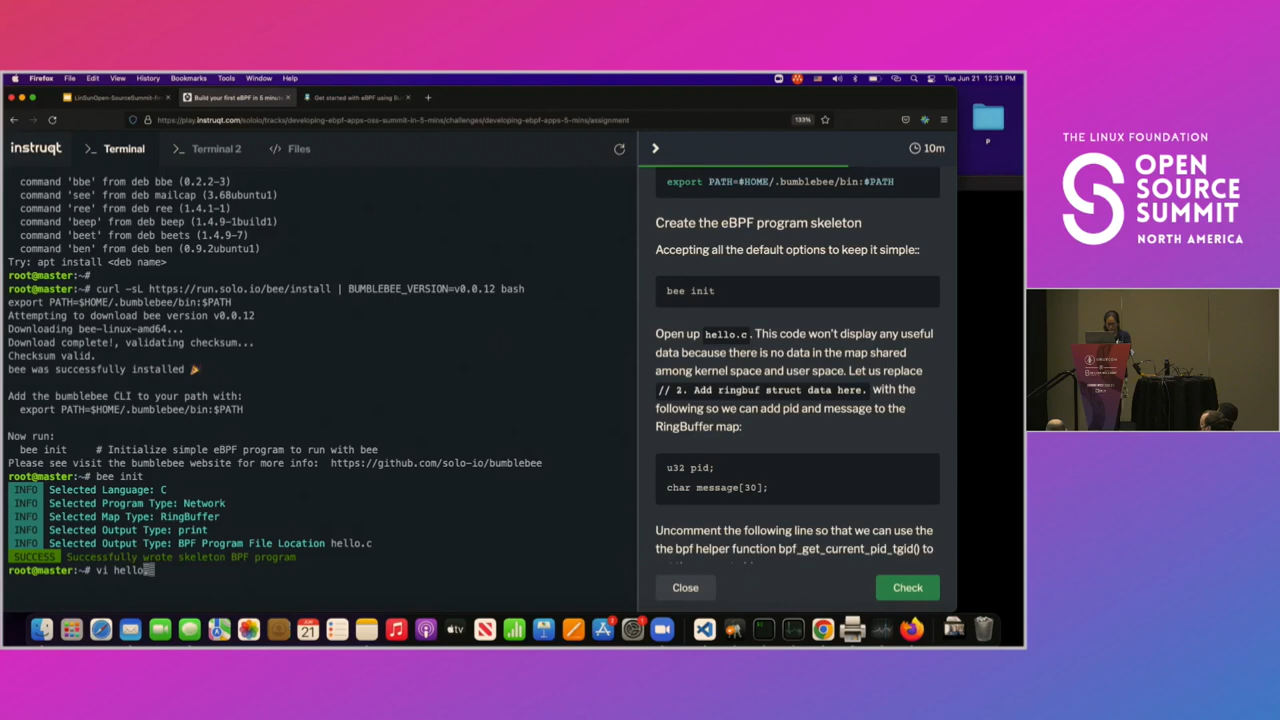 Firefox File Edit View History Bookmarks Tools Window Help
Tue Jun 21 12:31 PM
Build your first eBPF in 5 minu
Get started with eBPF using
https://play.instruqt.com/soloio/tracks/developing-ebpf-apps-oss-summit-in-5-mins/challenges/developing-ebpf-apps-5-mins/assignment
133%
P
instruqt
>_ Terminal
>_ Terminal 2
</> Files
10m
command 'bbe' from deb bbe (0.2.2-3)
command 'see' from deb mailcap (3.68ubuntu1)
command 'ree' from deb ree (1.4.1-1)
command 'beep' from deb beep (1.4.9-1build1)
command 'beet' from deb beets (1.4.9-7)
command 'ben' from deb ben (0.9.2ubuntu1)
Try: apt install <deb name>
root@master:~#
root@master:~# curl -sL https://run.solo.io/bee/install | BUMBLEBEE_VERSION=v0.0.12 bash
export PATH=$HOME/.bumblebee/bin:$PATH
Attempting to download bee version v0.0.12
Downloading bee-linux-amd64...
Download complete!, validating checksum...
Checksum valid.
bee was successfully installed 🎉
Add the bumblebee CLI to your path with:
export PATH=$HOME/.bumblebee/bin:$PATH
Now run:
bee init # Initialize simple eBPF program to run with bee
Please see visit the bumblebee website for more info: https://github.com/solo-io/bumblebee
root@master:~# bee init
INFO Selected Language: C
INFO Selected Program Type: Network
INFO Selected Map Type: RingBuffer
INFO Selected Output Type: print
INFO Selected Output Type: BPF Program File Location hello.c
SUCCESS Successfully wrote skeleton BPF program
root@master:~# vi hello
export PATH=$HOME/.bumblebee/bin:$PATH
Create the eBPF program skeleton
Accepting all the default options to keep it simple::
bee init
Open up hello.c. This code won't display any useful
data because there is no data in the map shared
among kernel space and user space. Let us replace
// 2. Add ringbuf struct data here. with the
following so we can add pid and message to the
RingBuffer map:
u32 pid;
char message[30];
Uncomment the following line so that we can use the
the bpf helper function bpf_get_current_pid_tgid() to
Close
Check
THE LINUX FOUNDATION
OPEN
SOURCE
SUMMIT
NORTH AMERICA